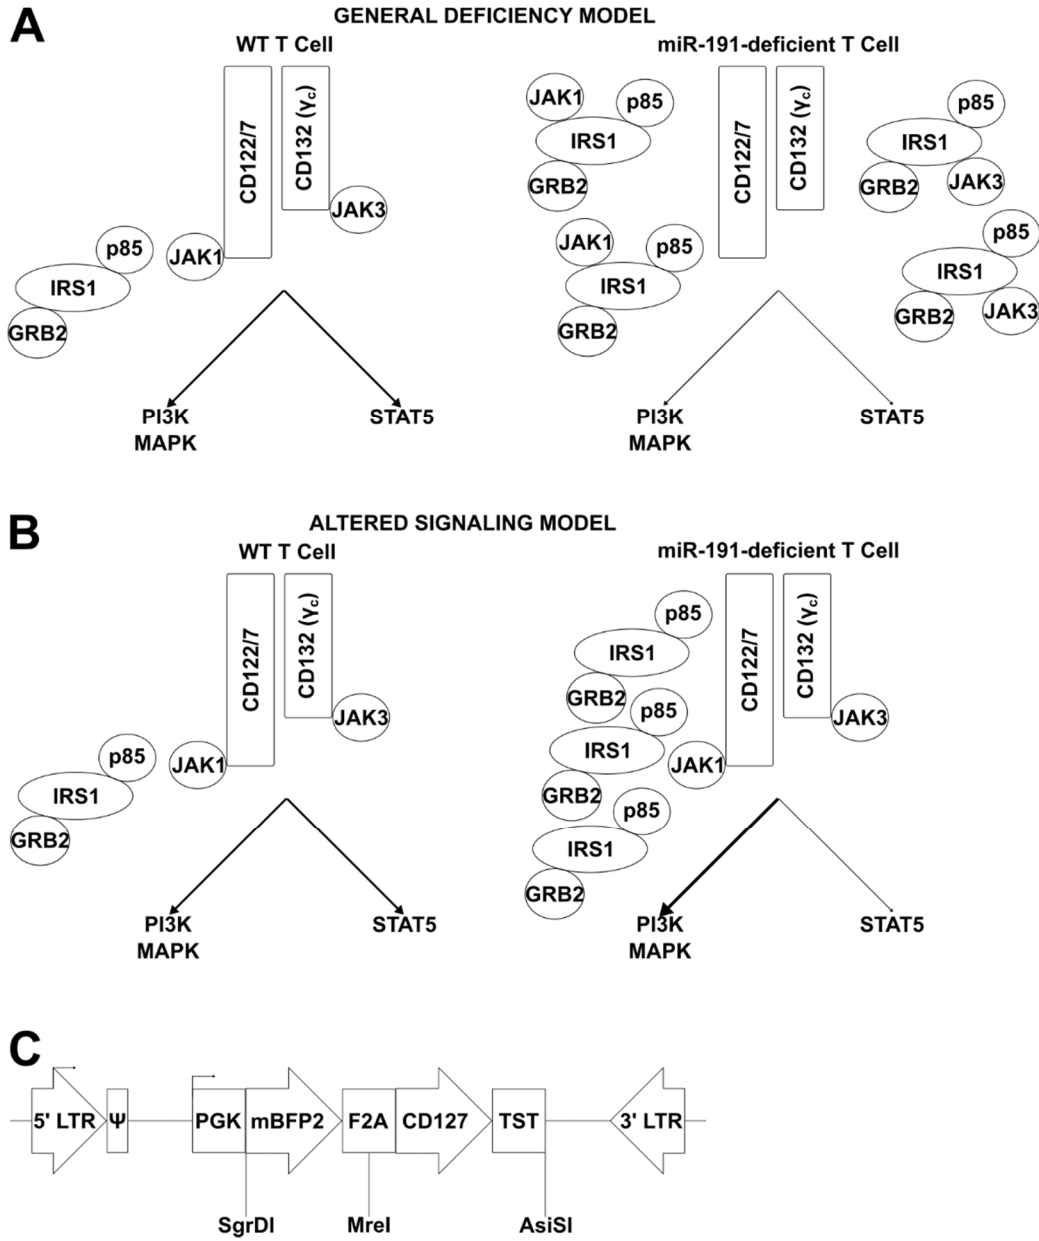 A
GENERAL DEFICIENCY MODEL
WT T Cell
miR-191-deficient T Cell
CD122/7
CD132 (γc)
JAK3
JAK1
p85
IRS1
GRB2
PI3K
MAPK
STAT5
JAK1
p85
IRS1
GRB2
JAK1
p85
IRS1
GRB2
CD122/7
CD132 (γc)
p85
IRS1
GRB2
JAK3
p85
IRS1
GRB2
JAK3
PI3K
MAPK
STAT5
B
ALTERED SIGNALING MODEL
WT T Cell
miR-191-deficient T Cell
CD122/7
CD132 (γc)
JAK3
JAK1
p85
IRS1
GRB2
PI3K
MAPK
STAT5
p85
IRS1
GRB2
p85
IRS1
GRB2
p85
IRS1
GRB2
JAK1
CD122/7
CD132 (γc)
JAK3
PI3K
MAPK
STAT5
C
5' LTR
Ψ
PGK
mBFP2
F2A
CD127
TST
3' LTR
SgrDI
MreI
AsiSI